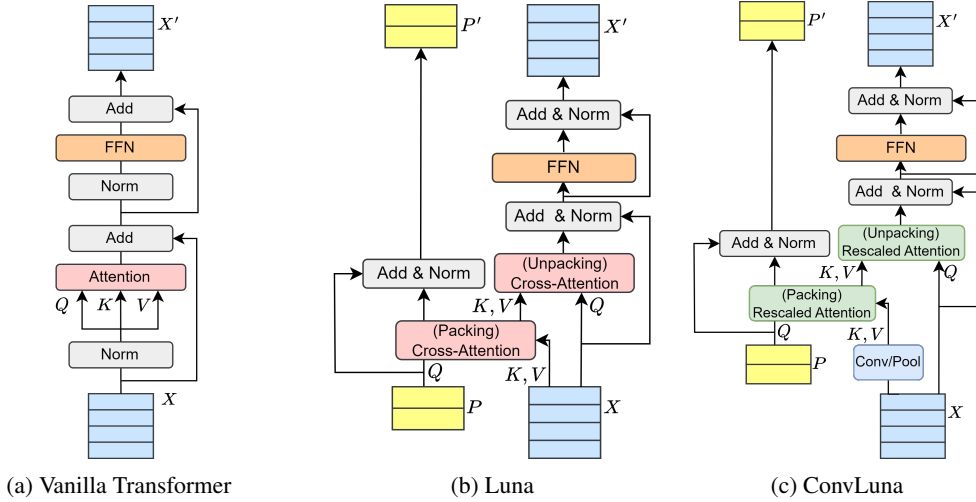 X′
Add
FFN
Norm
Add
Attention
Q
K
V
Norm
X
(a) Vanilla Transformer
P′
X′
Add & Norm
FFN
Add & Norm
Add & Norm
(Unpacking)
Cross-Attention
K, V
Q
(Packing)
Cross-Attention
Q
K, V
P
X
(b) Luna
P′
X′
Add & Norm
FFN
Add & Norm
Add & Norm
(Unpacking)
Rescaled Attention
K, V
Q
(Packing)
Rescaled Attention
Q
K, V
Conv/Pool
P
X
(c) ConvLuna